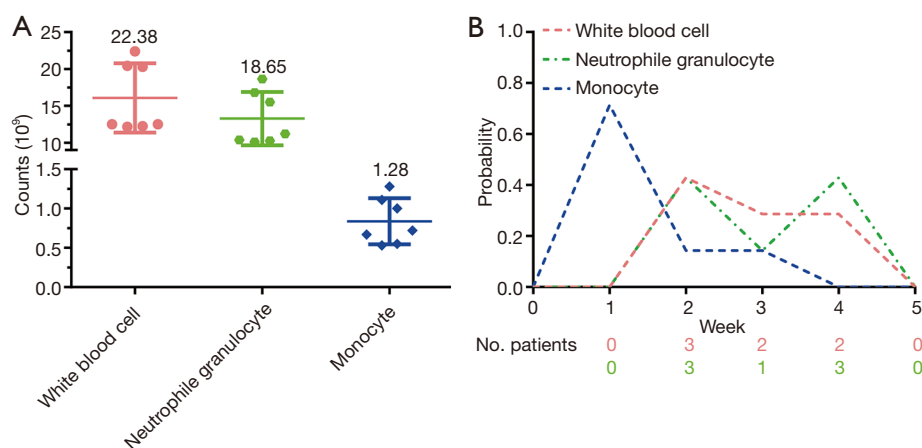 A
22.38
18.65
1.28
Counts (10⁹)
25
20
15
10
1.5
1.0
0.5
0.0
White blood cell
Neutrophile granulocyte
Monocyte
B
White blood cell
Neutrophile granulocyte
Monocyte
Probability
1.0
0.8
0.6
0.4
0.2
0.0
0 1 2 3 4 5
Week
No. patients 0 3 2 2 0
0 3 1 3 0